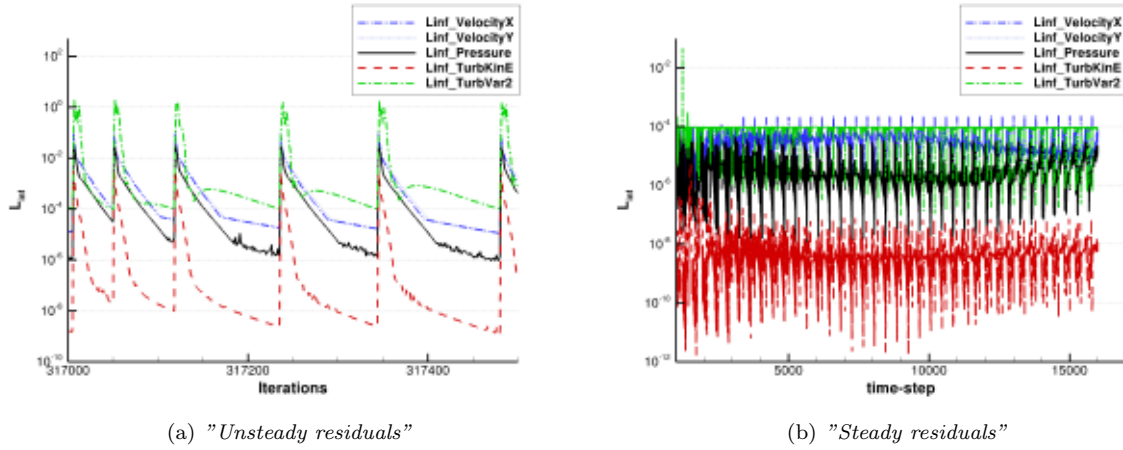 Linf_VelocityX
Linf_VelocityY
Linf_Pressure
Linf_TurbKinE
Linf_TurbVar2
10^2
10^0
10^-2
10^-4
10^-6
10^-8
10^-10
L_inf
317000
317200
317400
Iterations
(a) "Unsteady residuals"
Linf_VelocityX
Linf_VelocityY
Linf_Pressure
Linf_TurbKinE
Linf_TurbVar2
10^-2
10^-4
10^-6
10^-8
10^-10
10^-12
L_inf
5000
10000
15000
time-step
(b) "Steady residuals"